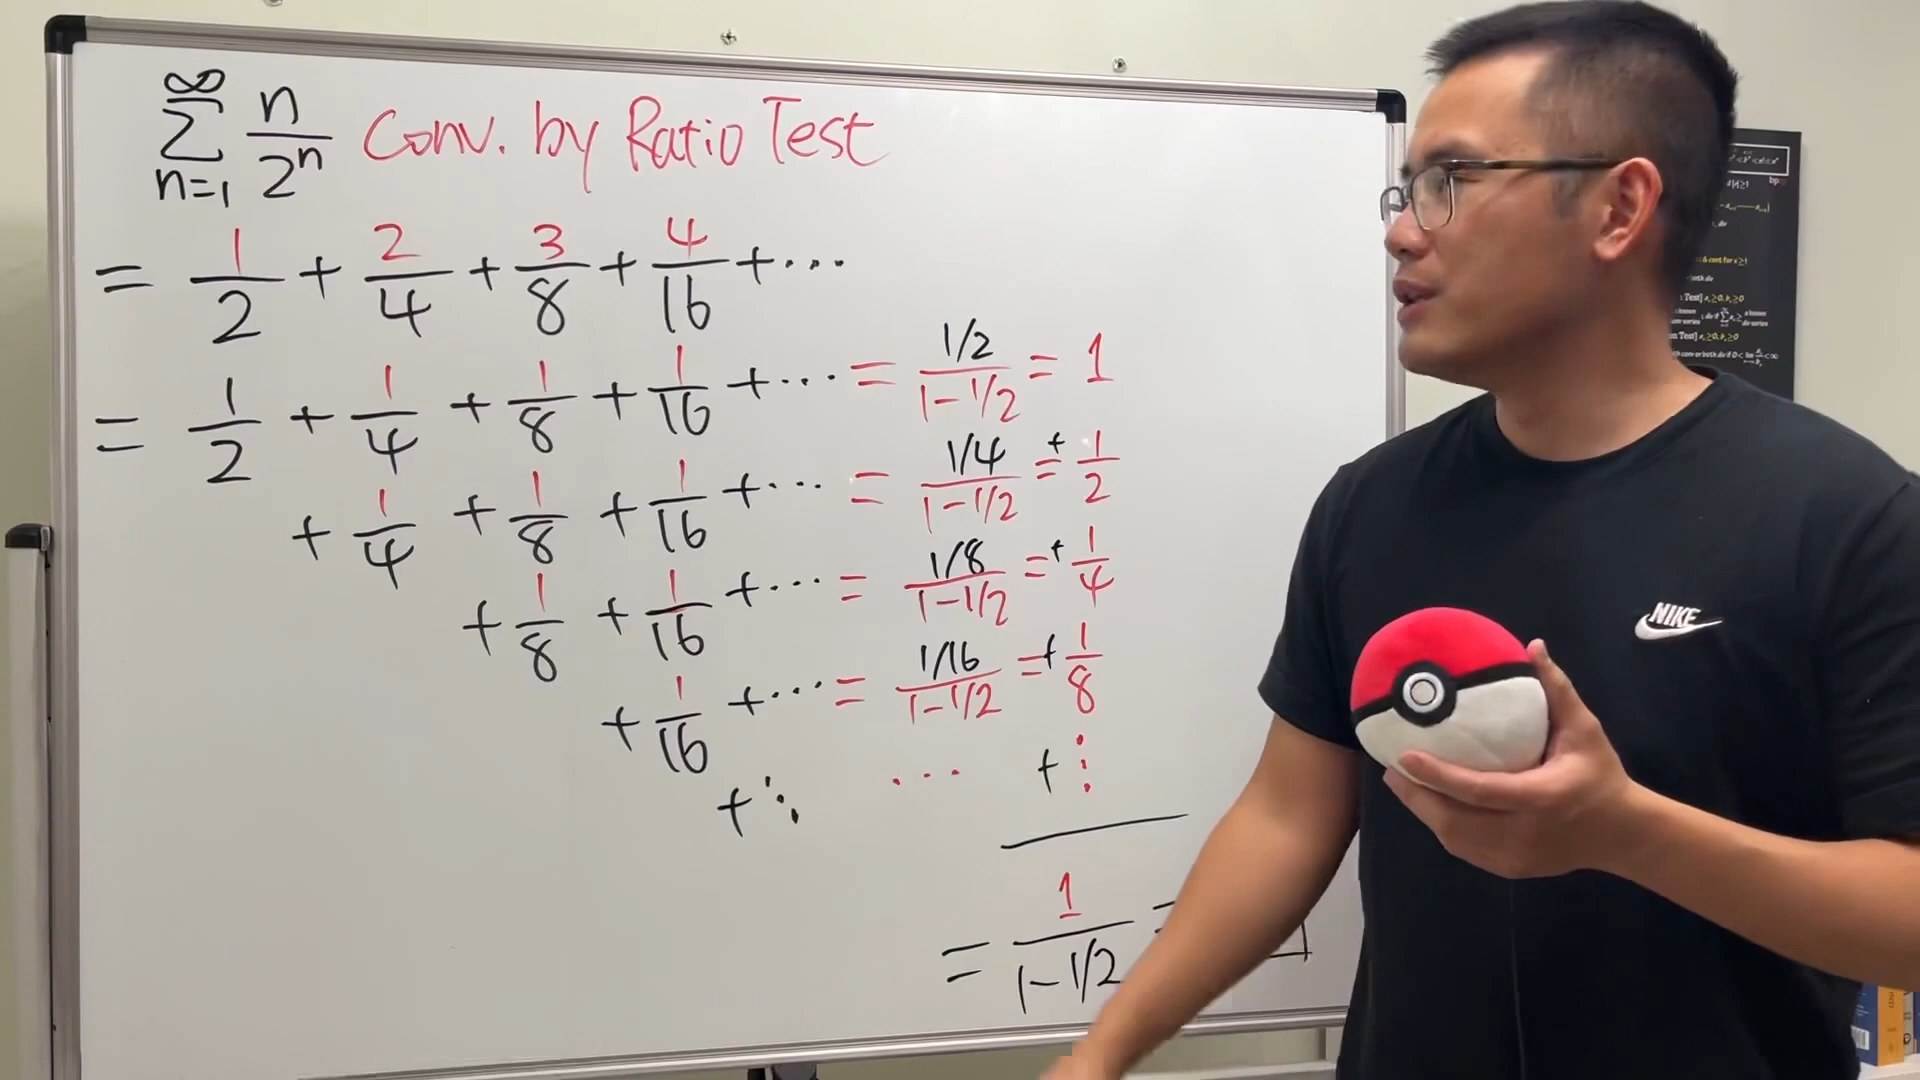 ∞ ∑ n=1 n/2ⁿ Conv. by Ratio Test
= 1/2 + 2/4 + 3/8 + 4/16 + ...
= 1/2 + 1/4 + 1/8 + 1/16 + ... = (1/2)/(1-1/2) = 1
+ 1/4 + 1/8 + 1/16 + ... = (1/4)/(1-1/2) = + 1/2
+ 1/8 + 1/16 + ... = (1/8)/(1-1/2) = + 1/4
+ 1/16 + ... = (1/16)/(1-1/2) = + 1/8
+ ⋱ ... + ⋮
= 1/(1-1/2) =
NIKE